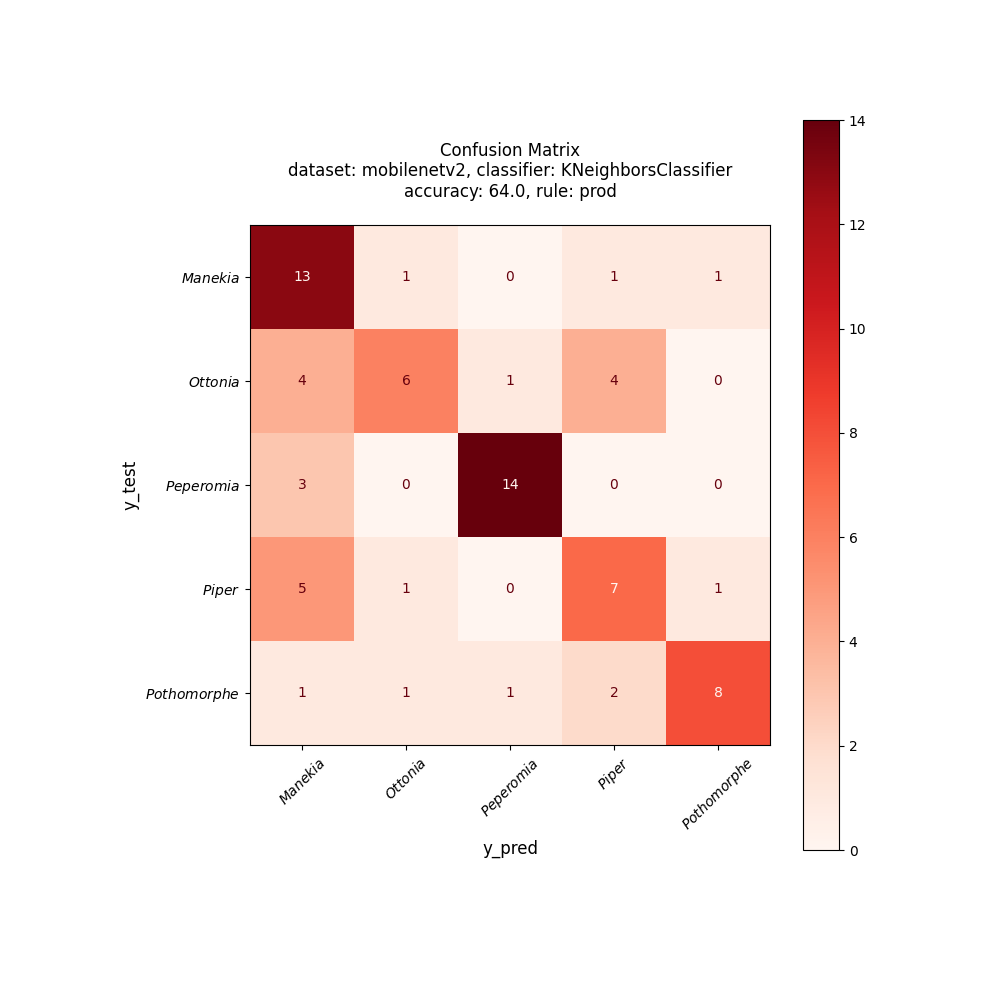 Confusion Matrix
dataset: mobilenetv2, classifier: KNeighborsClassifier
accuracy: 64.0, rule: prod
14
12
10
8
6
4
2
0
y_test
Manekia 13 1 0 1 1
Ottonia 4 6 1 4 0
Peperomia 3 0 14 0 0
Piper 5 1 0 7 1
Pothomorphe 1 1 1 2 8
Manekia Ottonia Peperomia Piper Pothomorphe
y_pred